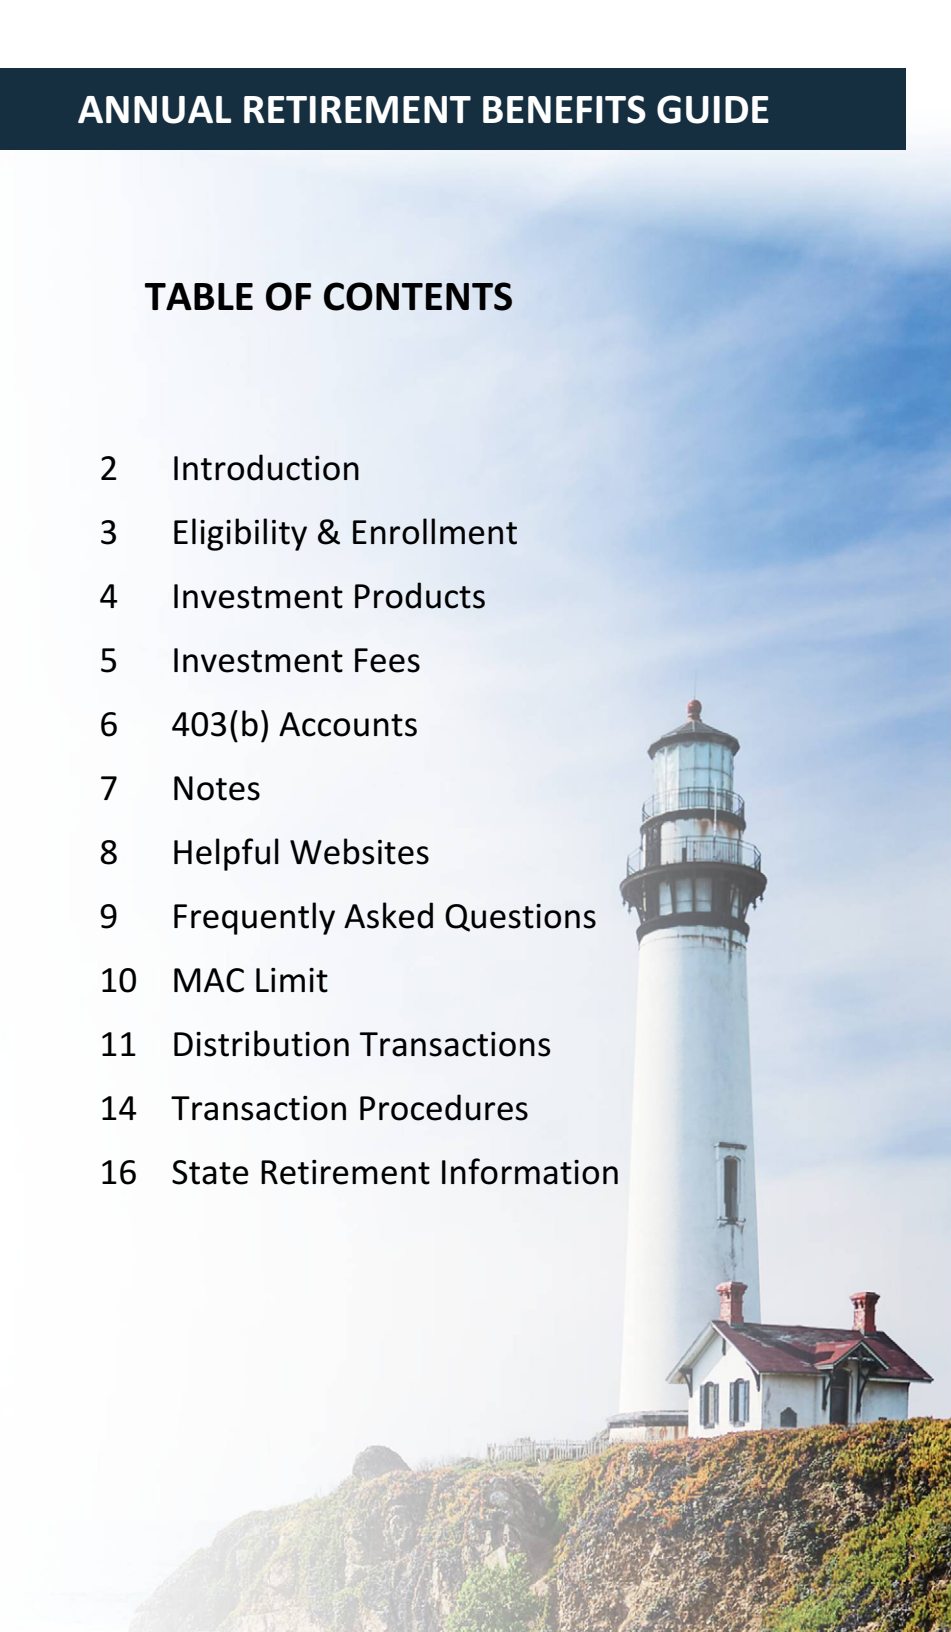 ANNUAL RETIREMENT BENEFITS GUIDE
TABLE OF CONTENTS
2 Introduction
3 Eligibility & Enrollment
4 Investment Products
5 Investment Fees
6 403(b) Accounts
7 Notes
8 Helpful Websites
9 Frequently Asked Questions
10 MAC Limit
11 Distribution Transactions
14 Transaction Procedures
16 State Retirement Information